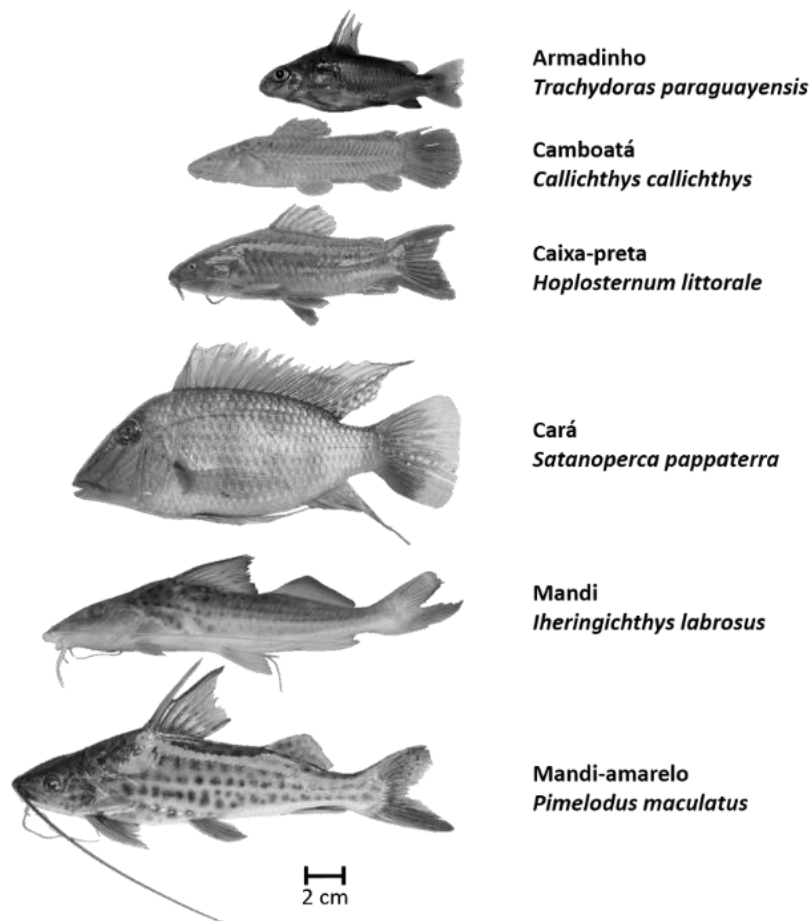 Armadinho
Trachydoras paraguayensis
Camboatá
Callichthys callichthys
Caixa-preta
Hoplosternum littorale
Cará
Satanoperca pappaterra
Mandi
Iheringichthys labrosus
Mandi-amarelo
Pimelodus maculatus
2 cm